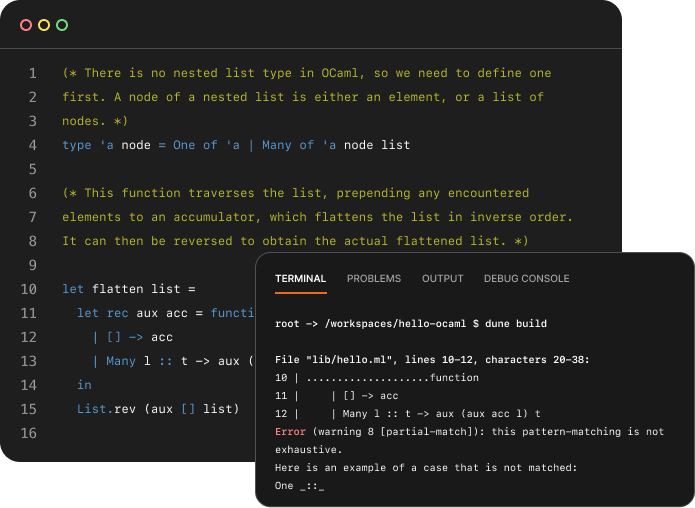 1 (* There is no nested list type in OCaml, so we need to define one
2 first. A node of a nested list is either an element, or a list of
3 nodes. *)
4 type 'a node = One of 'a | Many of 'a node list
5
6 (* This function traverses the list, prepending any encountered
7 elements to an accumulator, which flattens the list in inverse order.
8 It can then be reversed to obtain the actual flattened list. *)
9
10 let flatten list =
11   let rec aux acc = functi
12     | [] -> acc
13     | Many l :: t -> aux (
14   in
15   List.rev (aux [] list)
16
TERMINAL PROBLEMS OUTPUT DEBUG CONSOLE
root -> /workspaces/hello-ocaml $ dune build
File "lib/hello.ml", lines 10-12, characters 20-38:
10 | ....................function
11 |     | [] -> acc
12 |     | Many l :: t -> aux (aux acc l) t
Error (warning 8 [partial-match]): this pattern-matching is not
exhaustive.
Here is an example of a case that is not matched:
One _::_